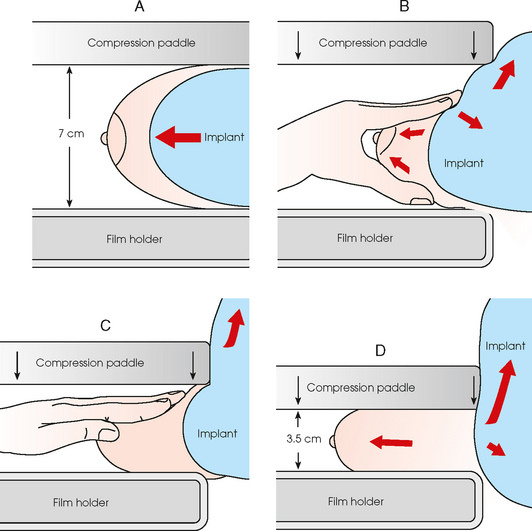 A
Compression paddle
7 cm
Implant
Film holder
B
Compression paddle
Implant
Film holder
C
Compression paddle
Implant
Film holder
D
Implant
Compression paddle
3.5 cm
Film holder